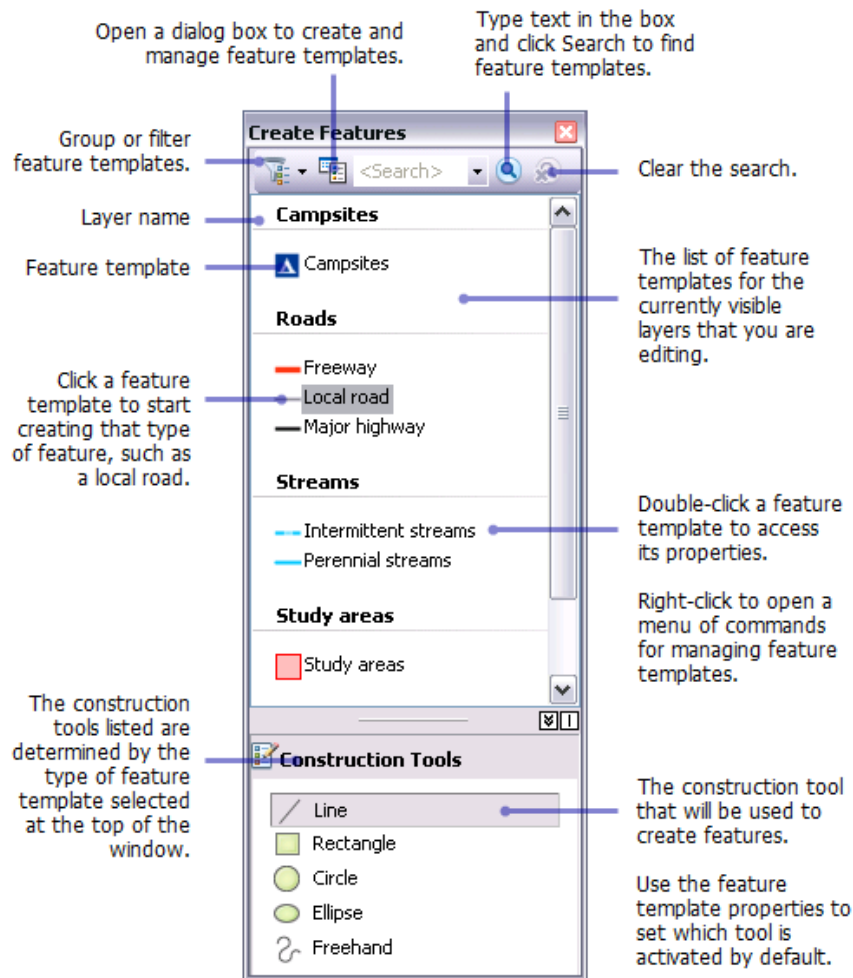 Open a dialog box to create and
manage feature templates.
Type text in the box
and click Search to find
feature templates.
Group or filter
feature templates.
Create Features
<Search>
Clear the search.
Layer name
Campsites
Feature template
Campsites
The list of feature
templates for the
currently visible
layers that you are
editing.
Roads
Freeway
Local road
Major highway
Click a feature
template to start
creating that type
of feature, such as
a local road.
Streams
Intermittent streams
Perennial streams
Double-click a feature
template to access
its properties.
Right-click to open a
menu of commands
for managing feature
templates.
Study areas
Study areas
The construction
tools listed are
determined by the
type of feature
template selected
at the top of the
window.
Construction Tools
Line
Rectangle
Circle
Ellipse
Freehand
The construction tool
that will be used to
create features.
Use the feature
template properties to
set which tool is
activated by default.